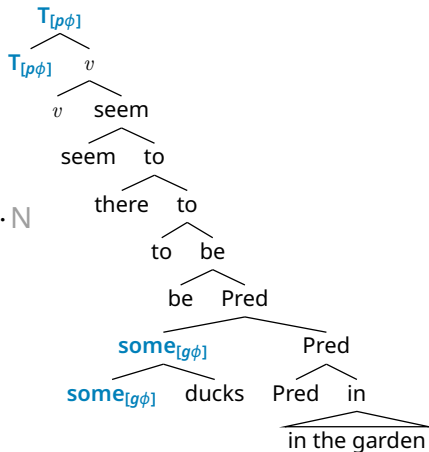 T[pϕ]
T[pϕ] v
v seem
seem to
there to
· N
to be
be Pred
some[gϕ] Pred
some[gϕ] ducks Pred in
in the garden